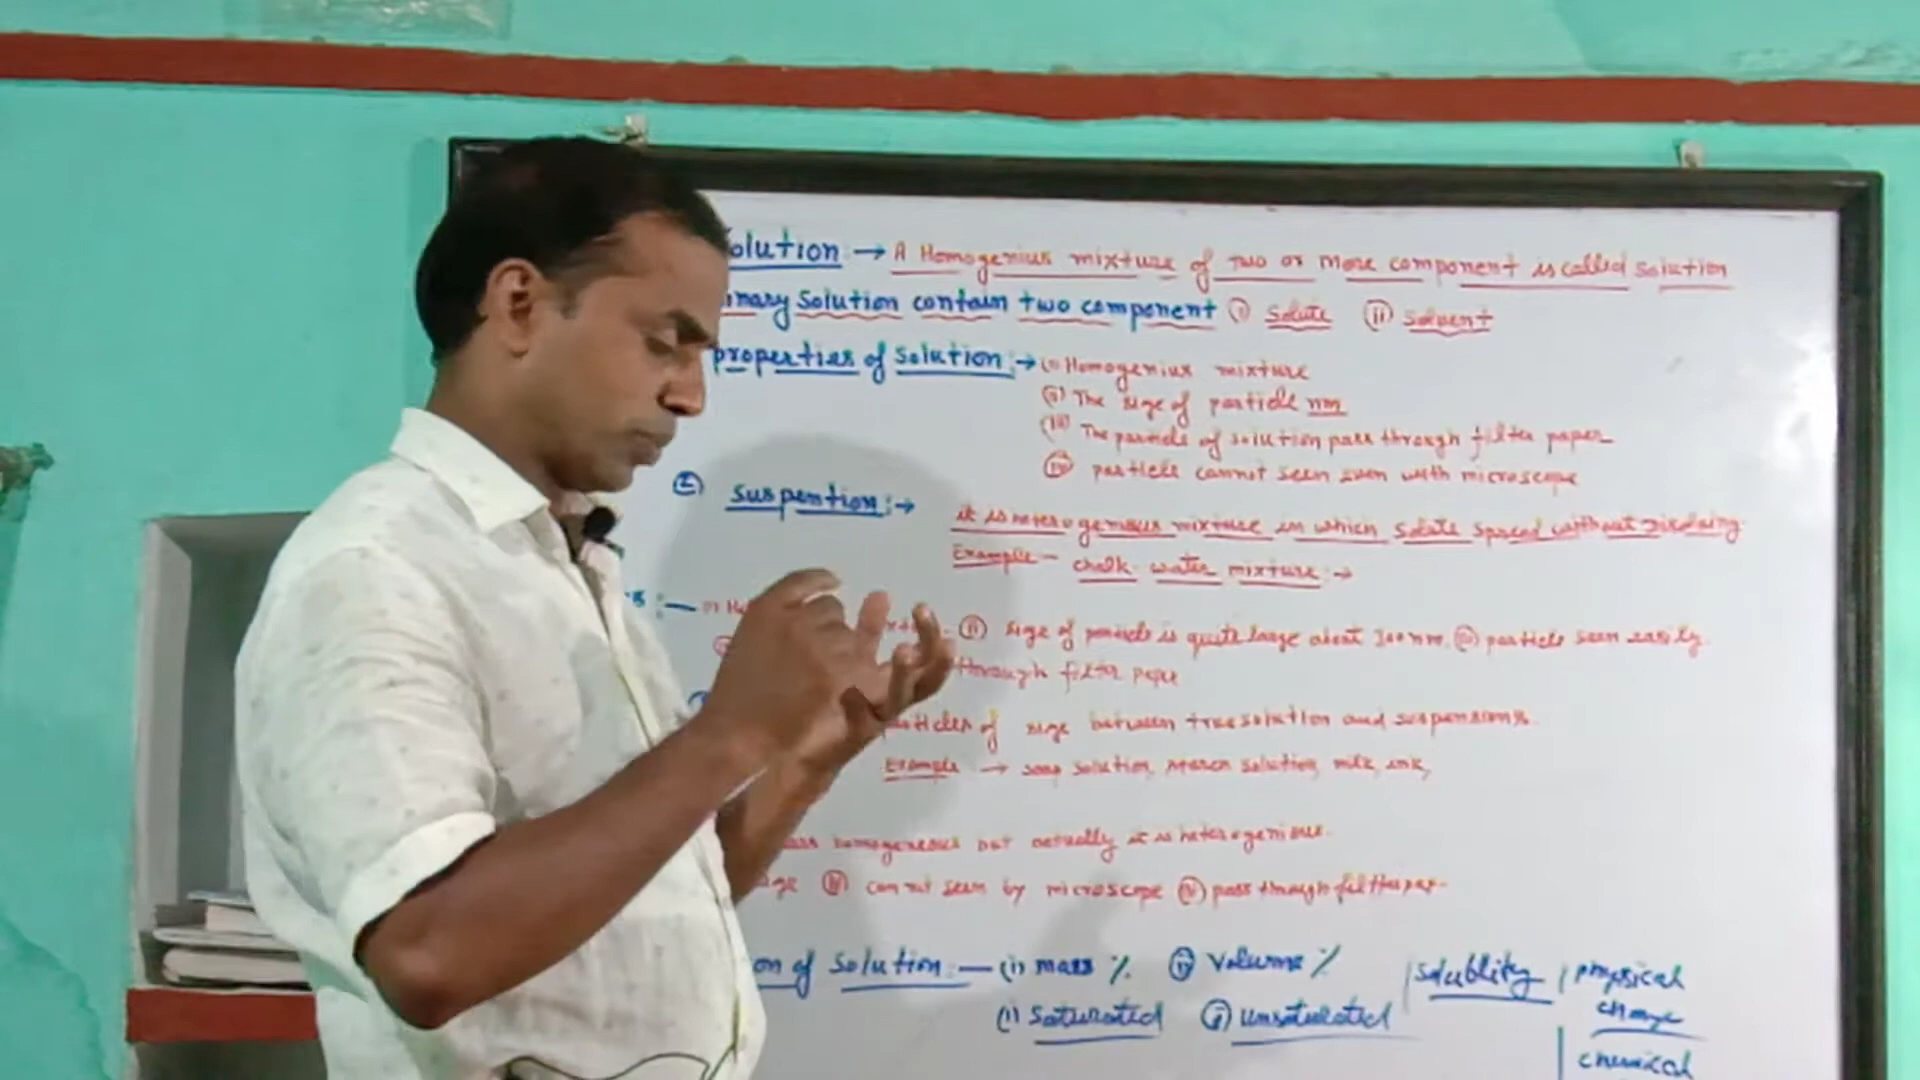 olution :→ A Homogenius mixture of Two or More component is called Solution
inary Solution contain two component (i) Solute (ii) Solvent
properties of Solution :→ (i) Homogenius mixture
(ii) The size of particle nm
(iii) The particle of solution pass through filter paper
(iv) particle cannot seen even with microscope
(2) suspention :→ it is heterogeneous mixture in which solute spread without
Example - chalk water mixture :→
(ii) size of particle is quite large about nm, (iii) particle seen easily
through filter paper
articles of size between true solution and suspensions.
Example → soap solution, starch solution, milk, ink,
homogeneous but actually it is heterogenious.
cannot seen by microscope (iv) pass through filter paper
on of Solution :- (i) mass % (ii) volume % | Solublity | physical
change
(i) Saturated (ii) unsaturated
chemical